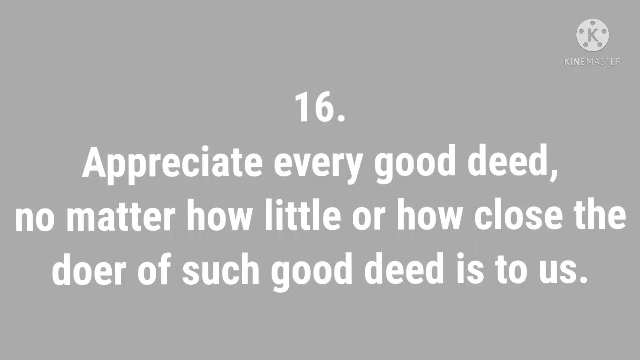 KINEMASTER
16.
Appreciate every good deed,
no matter how little or how close the
doer of such good deed is to us.